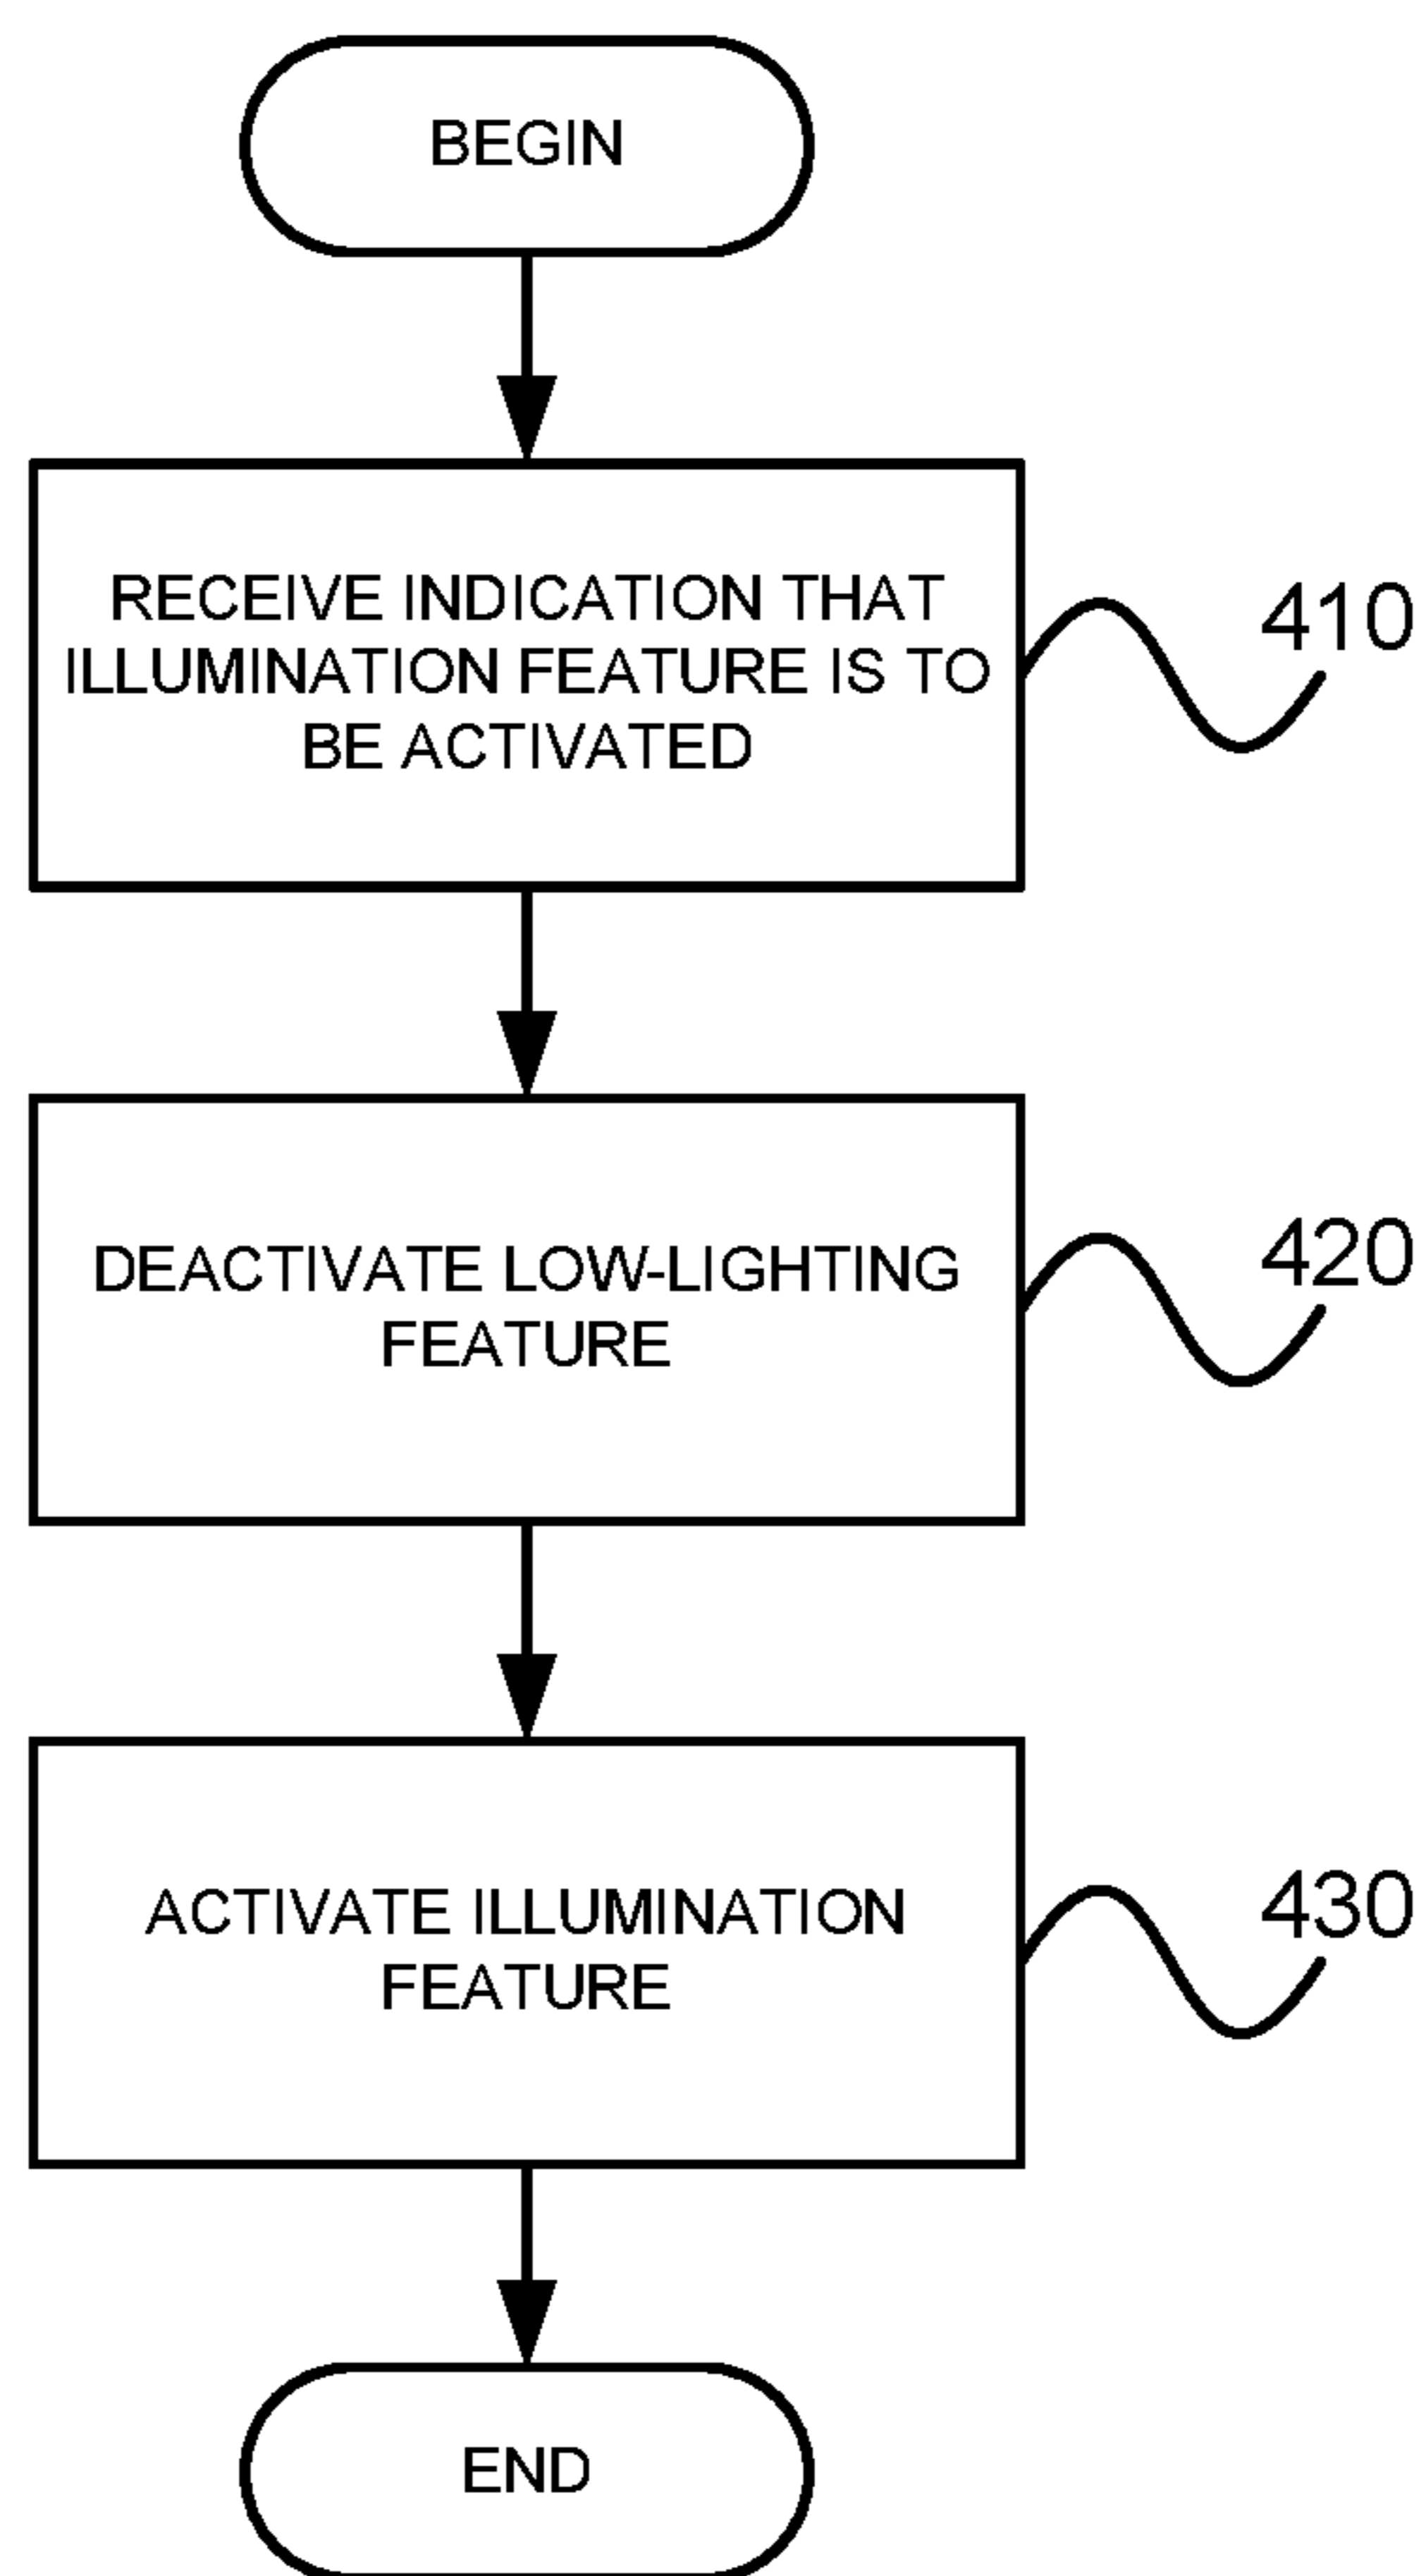 BEGIN
RECEIVE INDICATION THAT
ILLUMINATION FEATURE IS TO
BE ACTIVATED
410
DEACTIVATE LOW-LIGHTING
FEATURE
420
ACTIVATE ILLUMINATION
FEATURE
430
END